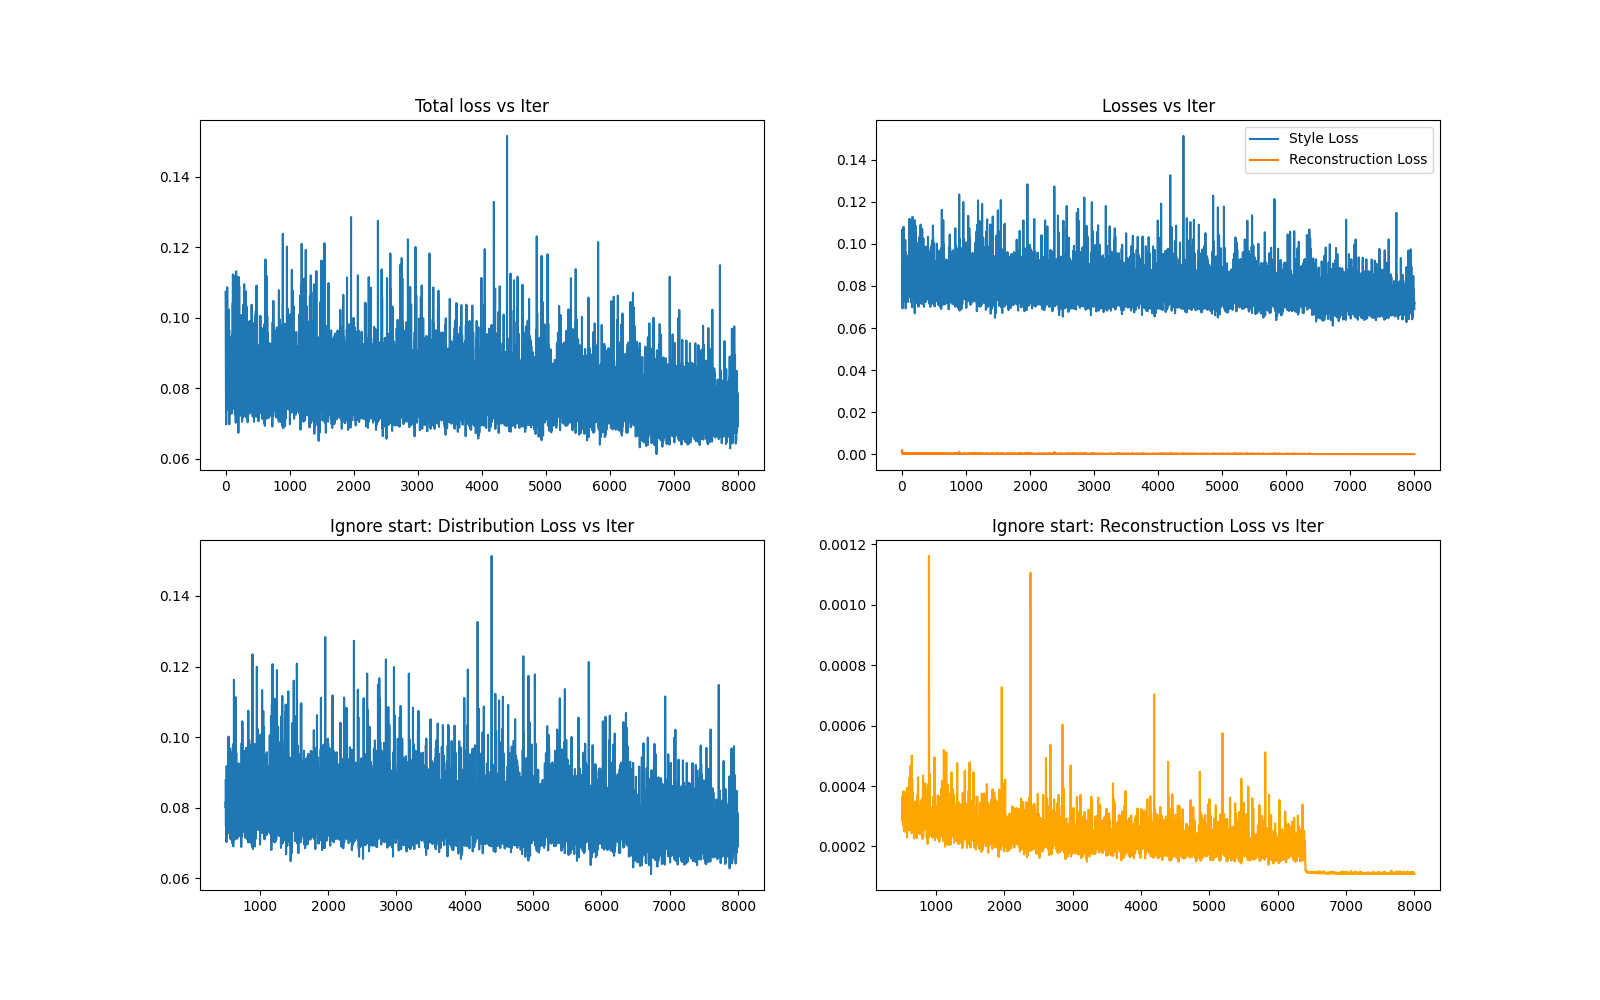 Total loss vs Iter
0.14
0.12
0.10
0.08
0.06
0 1000 2000 3000 4000 5000 6000 7000 8000
Losses vs Iter
Style Loss
Reconstruction Loss
0.14
0.12
0.10
0.08
0.06
0.04
0.02
0.00
0 1000 2000 3000 4000 5000 6000 7000 8000
Ignore start: Distribution Loss vs Iter
0.14
0.12
0.10
0.08
0.06
1000 2000 3000 4000 5000 6000 7000 8000
Ignore start: Reconstruction Loss vs Iter
0.0012
0.0010
0.0008
0.0006
0.0004
0.0002
1000 2000 3000 4000 5000 6000 7000 8000